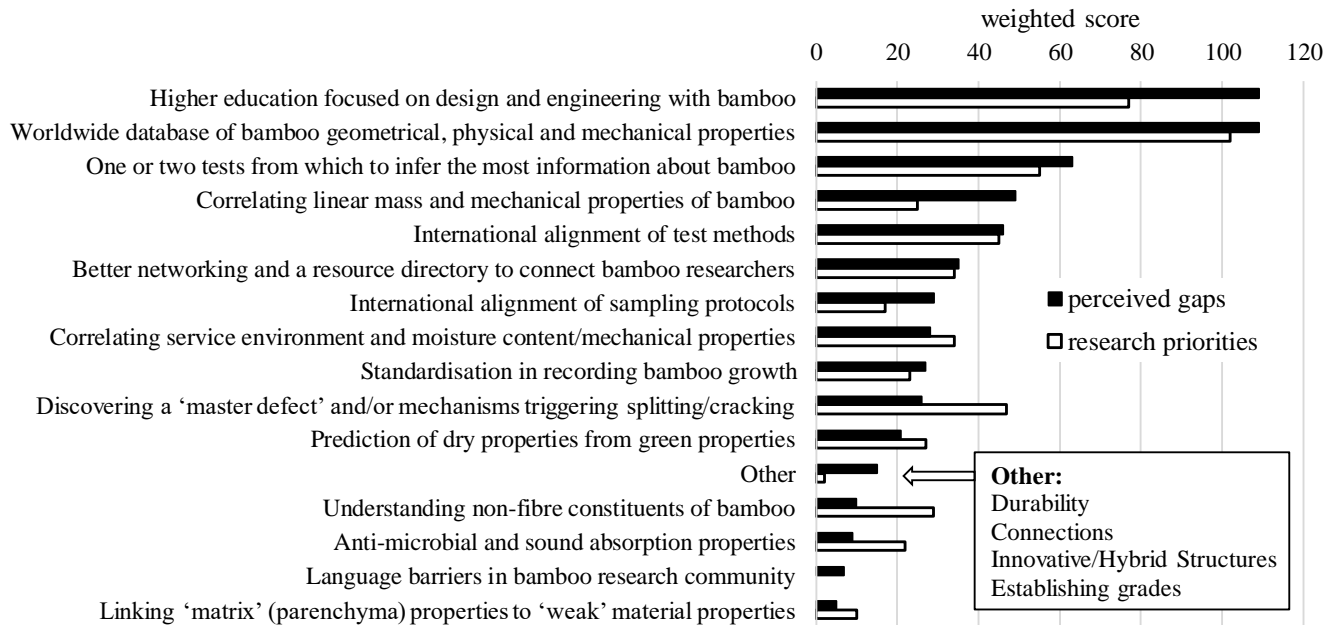 weighted score
0 20 40 60 80 100 120
Higher education focused on design and engineering with bamboo
Worldwide database of bamboo geometrical, physical and mechanical properties
One or two tests from which to infer the most information about bamboo
Correlating linear mass and mechanical properties of bamboo
International alignment of test methods
Better networking and a resource directory to connect bamboo researchers
International alignment of sampling protocols
Correlating service environment and moisture content/mechanical properties
Standardisation in recording bamboo growth
Discovering a ‘master defect’ and/or mechanisms triggering splitting/cracking
Prediction of dry properties from green properties
Other
Understanding non-fibre constituents of bamboo
Anti-microbial and sound absorption properties
Language barriers in bamboo research community
Linking ‘matrix’ (parenchyma) properties to ‘weak’ material properties
perceived gaps
research priorities
Other:
Durability
Connections
Innovative/Hybrid Structures
Establishing grades